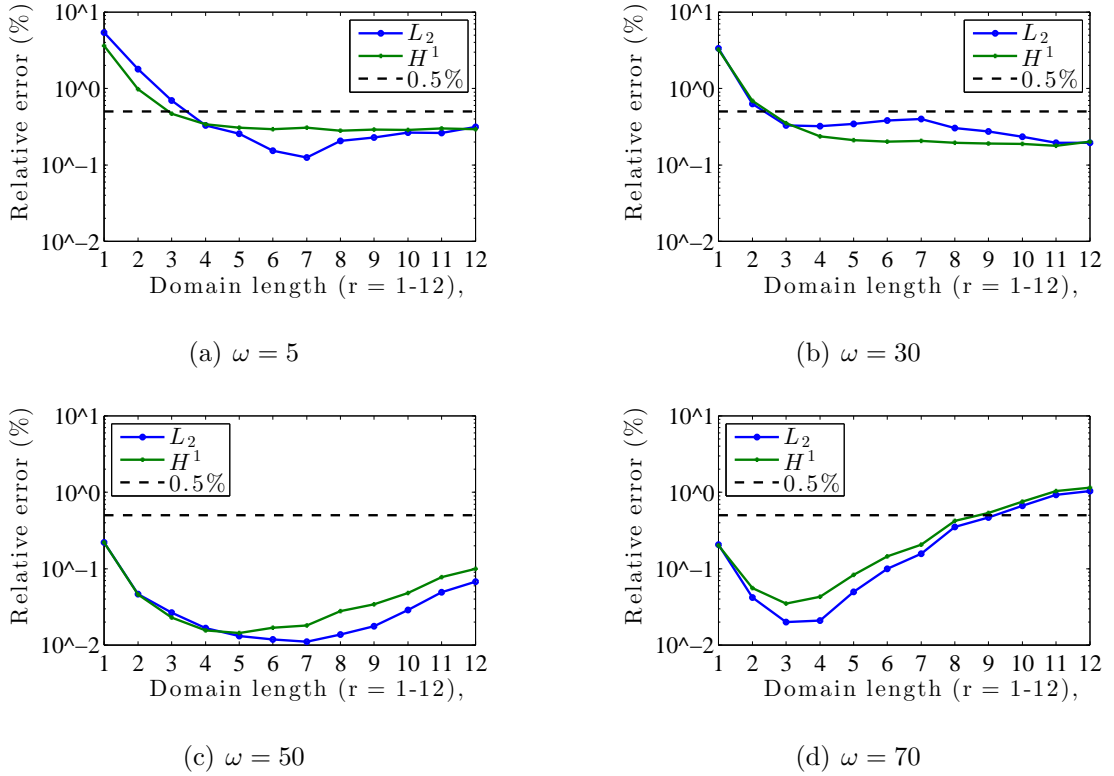 10^1
10^0
10^−1
10^−2
Relative error (%)
L2
H1
0.5%
1 2 3 4 5 6 7 8 9 10 11 12
Domain length (r = 1-12),
(a) ω = 5
10^1
10^0
10^−1
10^−2
Relative error (%)
L2
H1
0.5%
1 2 3 4 5 6 7 8 9 10 11 12
Domain length (r = 1-12),
(b) ω = 30
10^1
10^0
10^−1
10^−2
Relative error (%)
L2
H1
0.5%
1 2 3 4 5 6 7 8 9 10 11 12
Domain length (r = 1-12),
(c) ω = 50
10^1
10^0
10^−1
10^−2
Relative error (%)
L2
H1
0.5%
1 2 3 4 5 6 7 8 9 10 11 12
Domain length (r = 1-12),
(d) ω = 70